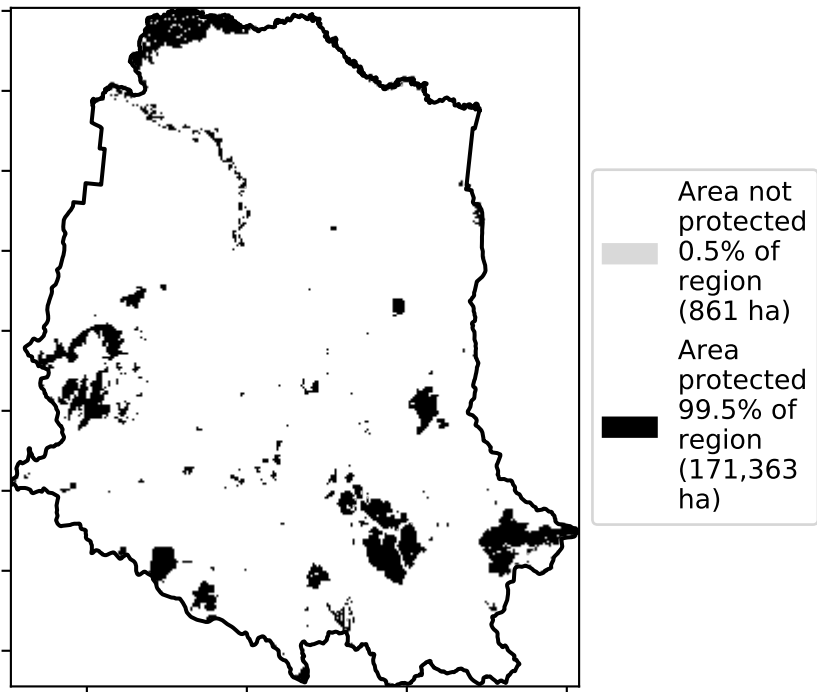 Area not
protected
0.5% of
region
(861 ha)
Area
protected
99.5% of
region
(171,363
ha)